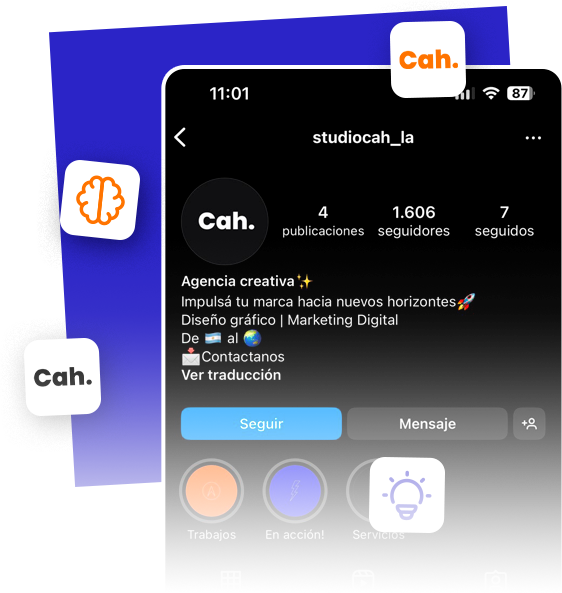 Cah.
11:01
87
studiocah_la
Cah.
4
publicaciones
1.606
seguidores
7
seguidos
Agencia creativa✨
Impulsá tu marca hacia nuevos horizontes🚀
Diseño gráfico | Marketing Digital
De 🇦🇷 al 🌏
📩Contactanos
Ver traducción
Cah.
Seguir
Mensaje
Trabajos
En acción!
Servicios